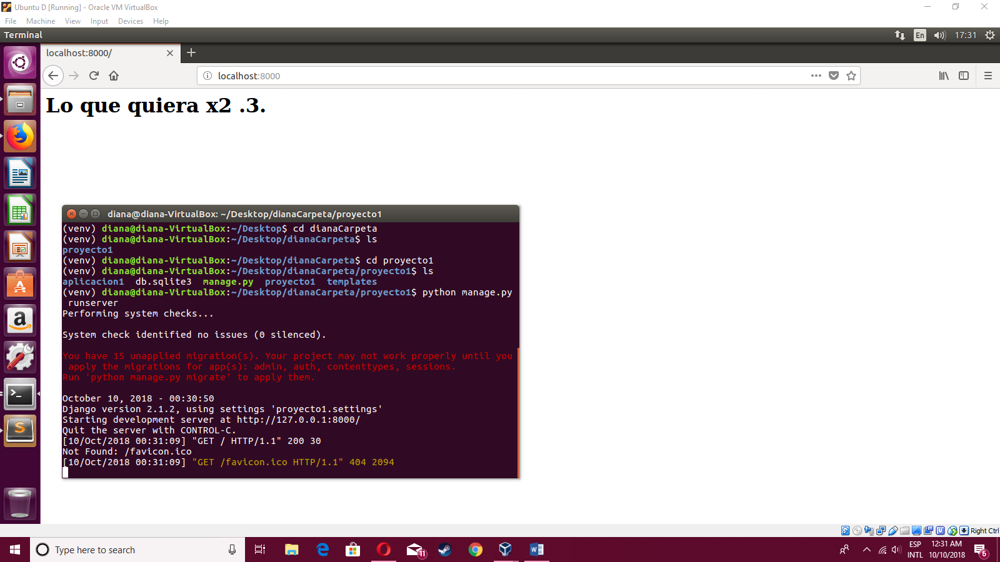 Ubuntu D [Running] - Oracle VM VirtualBox
File Machine View Input Devices Help
Terminal
En
17:31
localhost:8000/
localhost:8000
Lo que quiera x2 .3.
diana@diana-VirtualBox: ~/Desktop/dianaCarpeta/proyecto1
(venv) diana@diana-VirtualBox:~/Desktop$ cd dianaCarpeta
(venv) diana@diana-VirtualBox:~/Desktop/dianaCarpeta$ ls
proyecto1
(venv) diana@diana-VirtualBox:~/Desktop/dianaCarpeta$ cd proyecto1
(venv) diana@diana-VirtualBox:~/Desktop/dianaCarpeta/proyecto1$ ls
aplicacion1 db.sqlite3 manage.py proyecto1 templates
(venv) diana@diana-VirtualBox:~/Desktop/dianaCarpeta/proyecto1$ python manage.py
runserver
Performing system checks...
System check identified no issues (0 silenced).
You have 15 unapplied migration(s). Your project may not work properly until you
apply the migrations for app(s): admin, auth, contenttypes, sessions.
Run 'python manage.py migrate' to apply them.
October 10, 2018 - 00:30:50
Django version 2.1.2, using settings 'proyecto1.settings'
Starting development server at http://127.0.0.1:8000/
Quit the server with CONTROL-C.
[10/Oct/2018 00:31:09] "GET / HTTP/1.1" 200 30
Not Found: /favicon.ico
[10/Oct/2018 00:31:09] "GET /favicon.ico HTTP/1.1" 404 2094
Right Ctrl
Type here to search
11
ESP
INTL
12:31 AM
10/10/2018
6